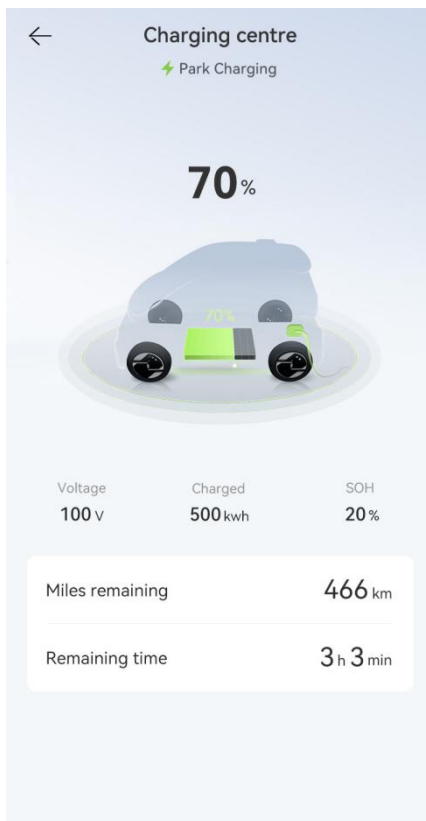 Charging centre
Park Charging
70%
70%
Voltage Charged SOH
100 V 500 kwh 20 %
Miles remaining 466 km
Remaining time 3 h 3 min